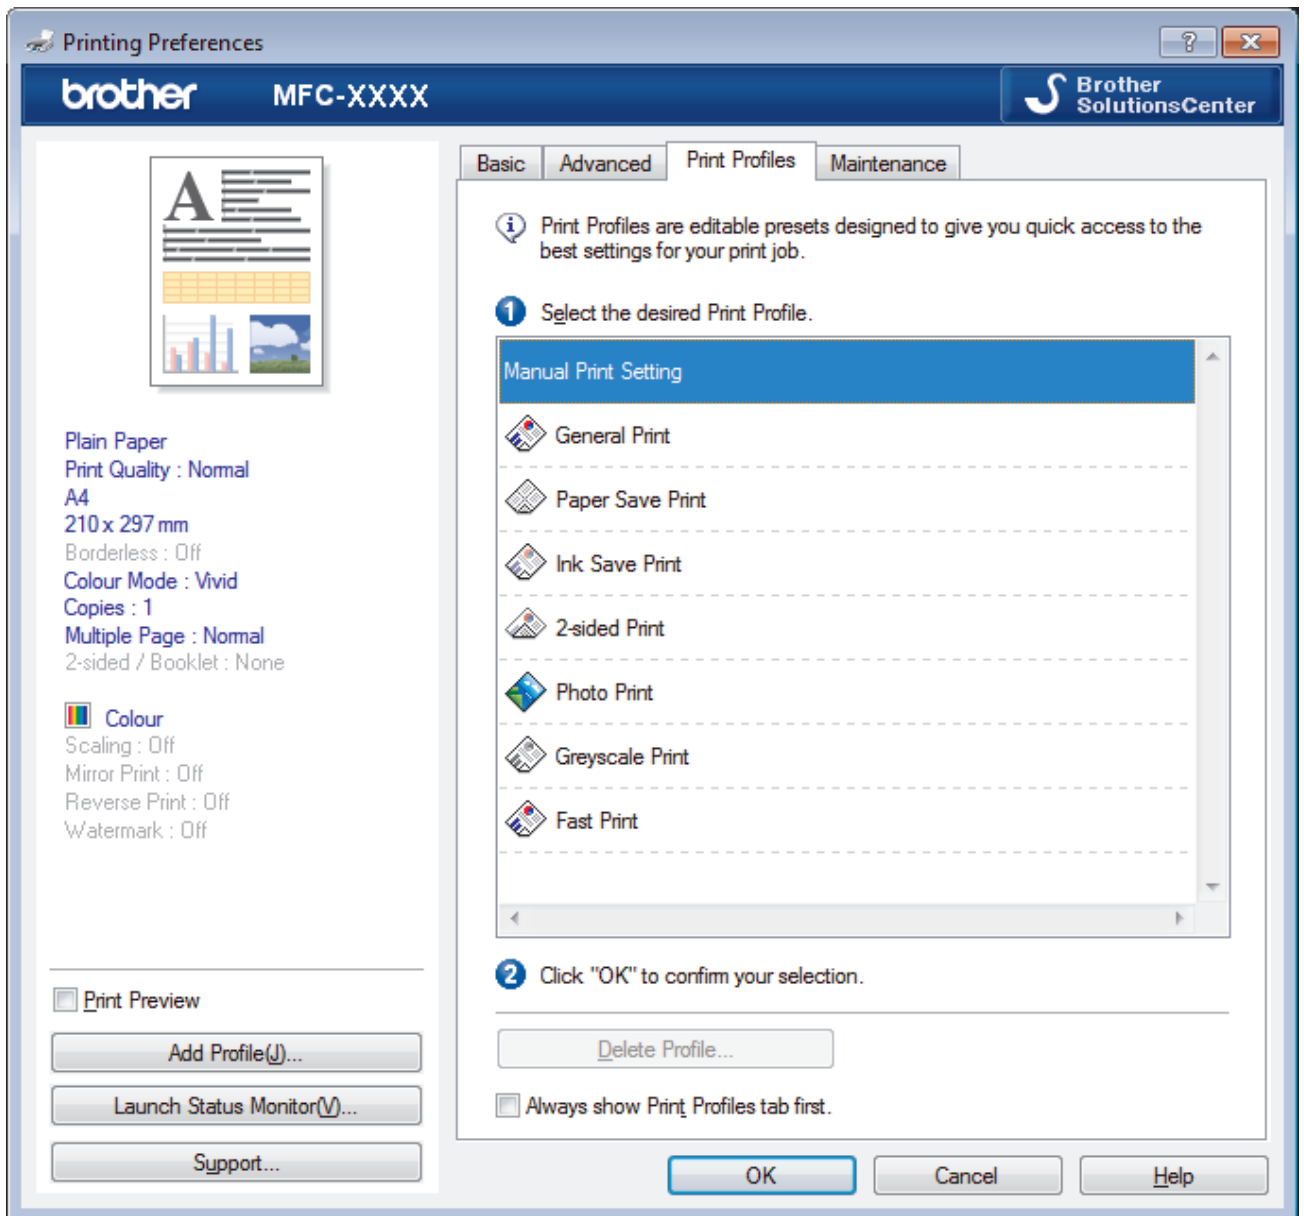 Printing Preferences
brother MFC-XXXX
Brother
SolutionsCenter
A
Plain Paper
Print Quality : Normal
A4
210 x 297 mm
Borderless : Off
Colour Mode : Vivid
Copies : 1
Multiple Page : Normal
2-sided / Booklet : None
Colour
Scaling : Off
Mirror Print : Off
Reverse Print : Off
Watermark : Off
Print Preview
Add Profile(J)...
Launch Status Monitor(V)...
Support...
Basic Advanced Print Profiles Maintenance
Print Profiles are editable presets designed to give you quick access to the
best settings for your print job.
1 Select the desired Print Profile.
Manual Print Setting
General Print
Paper Save Print
Ink Save Print
2-sided Print
Photo Print
Greyscale Print
Fast Print
2 Click "OK" to confirm your selection.
Delete Profile...
Always show Print Profiles tab first.
OK Cancel Help